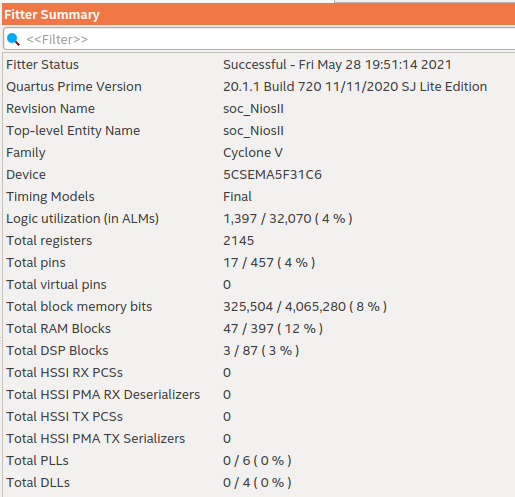 Fitter Summary
<<Filter>>
Fitter Status Successful - Fri May 28 19:51:14 2021
Quartus Prime Version 20.1.1 Build 720 11/11/2020 SJ Lite Edition
Revision Name soc_NiosII
Top-level Entity Name soc_NiosII
Family Cyclone V
Device 5CSEMA5F31C6
Timing Models Final
Logic utilization (in ALMs) 1,397 / 32,070 ( 4 % )
Total registers 2145
Total pins 17 / 457 ( 4 % )
Total virtual pins 0
Total block memory bits 325,504 / 4,065,280 ( 8 % )
Total RAM Blocks 47 / 397 ( 12 % )
Total DSP Blocks 3 / 87 ( 3 % )
Total HSSI RX PCSs 0
Total HSSI PMA RX Deserializers 0
Total HSSI TX PCSs 0
Total HSSI PMA TX Serializers 0
Total PLLs 0 / 6 ( 0 % )
Total DLLs 0 / 4 ( 0 % )